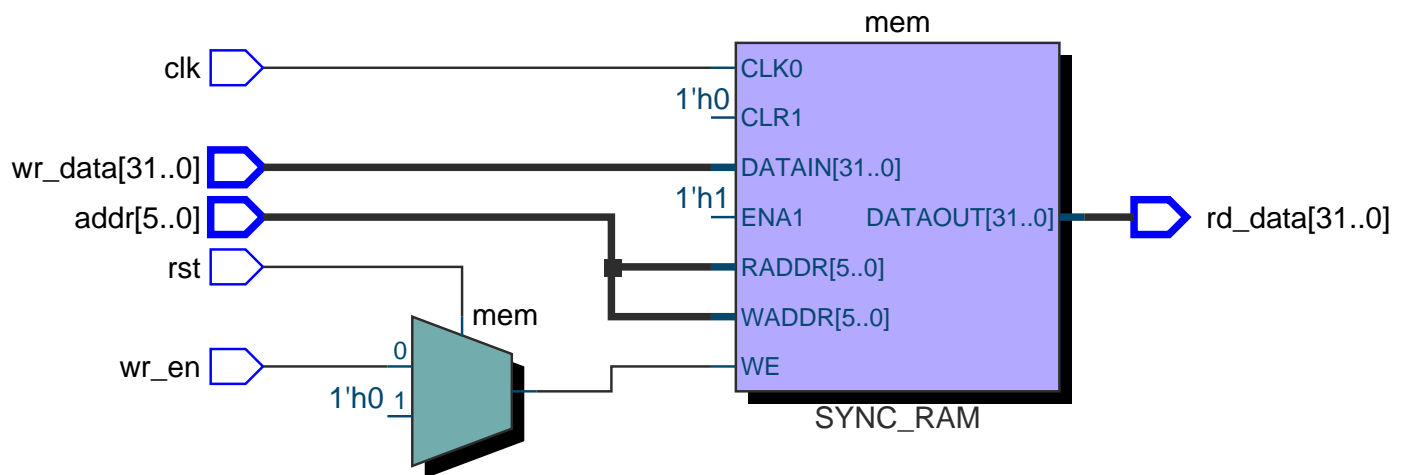 mem
clk
CLK0
1'h0
CLR1
wr_data[31..0]
DATAIN[31..0]
1'h1
addr[5..0]
ENA1
DATAOUT[31..0]
rd_data[31..0]
rst
RADDR[5..0]
mem
WADDR[5..0]
wr_en
0
WE
1'h0
1
SYNC_RAM